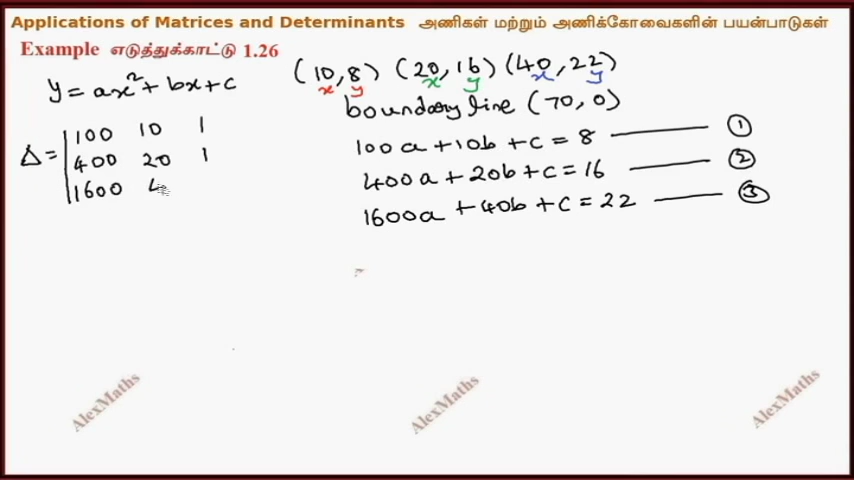 Applications of Matrices and Determinants அணிகள் மற்றும் அணிக்கோவைகளின் பயன்பாடுகள்
Example எடுத்துக்காட்டு 1.26
(10,8) (20,16) (40,22)
x y x y x y
y = ax² + bx + c
boundary line (70,0)
Δ = | 100 10 1
400 20 1
1600 4
100a + 10b + c = 8 — ①
400a + 20b + c = 16 — ②
1600a + 40b + c = 22 — ③
AlexMaths
AlexMaths
AlexMaths